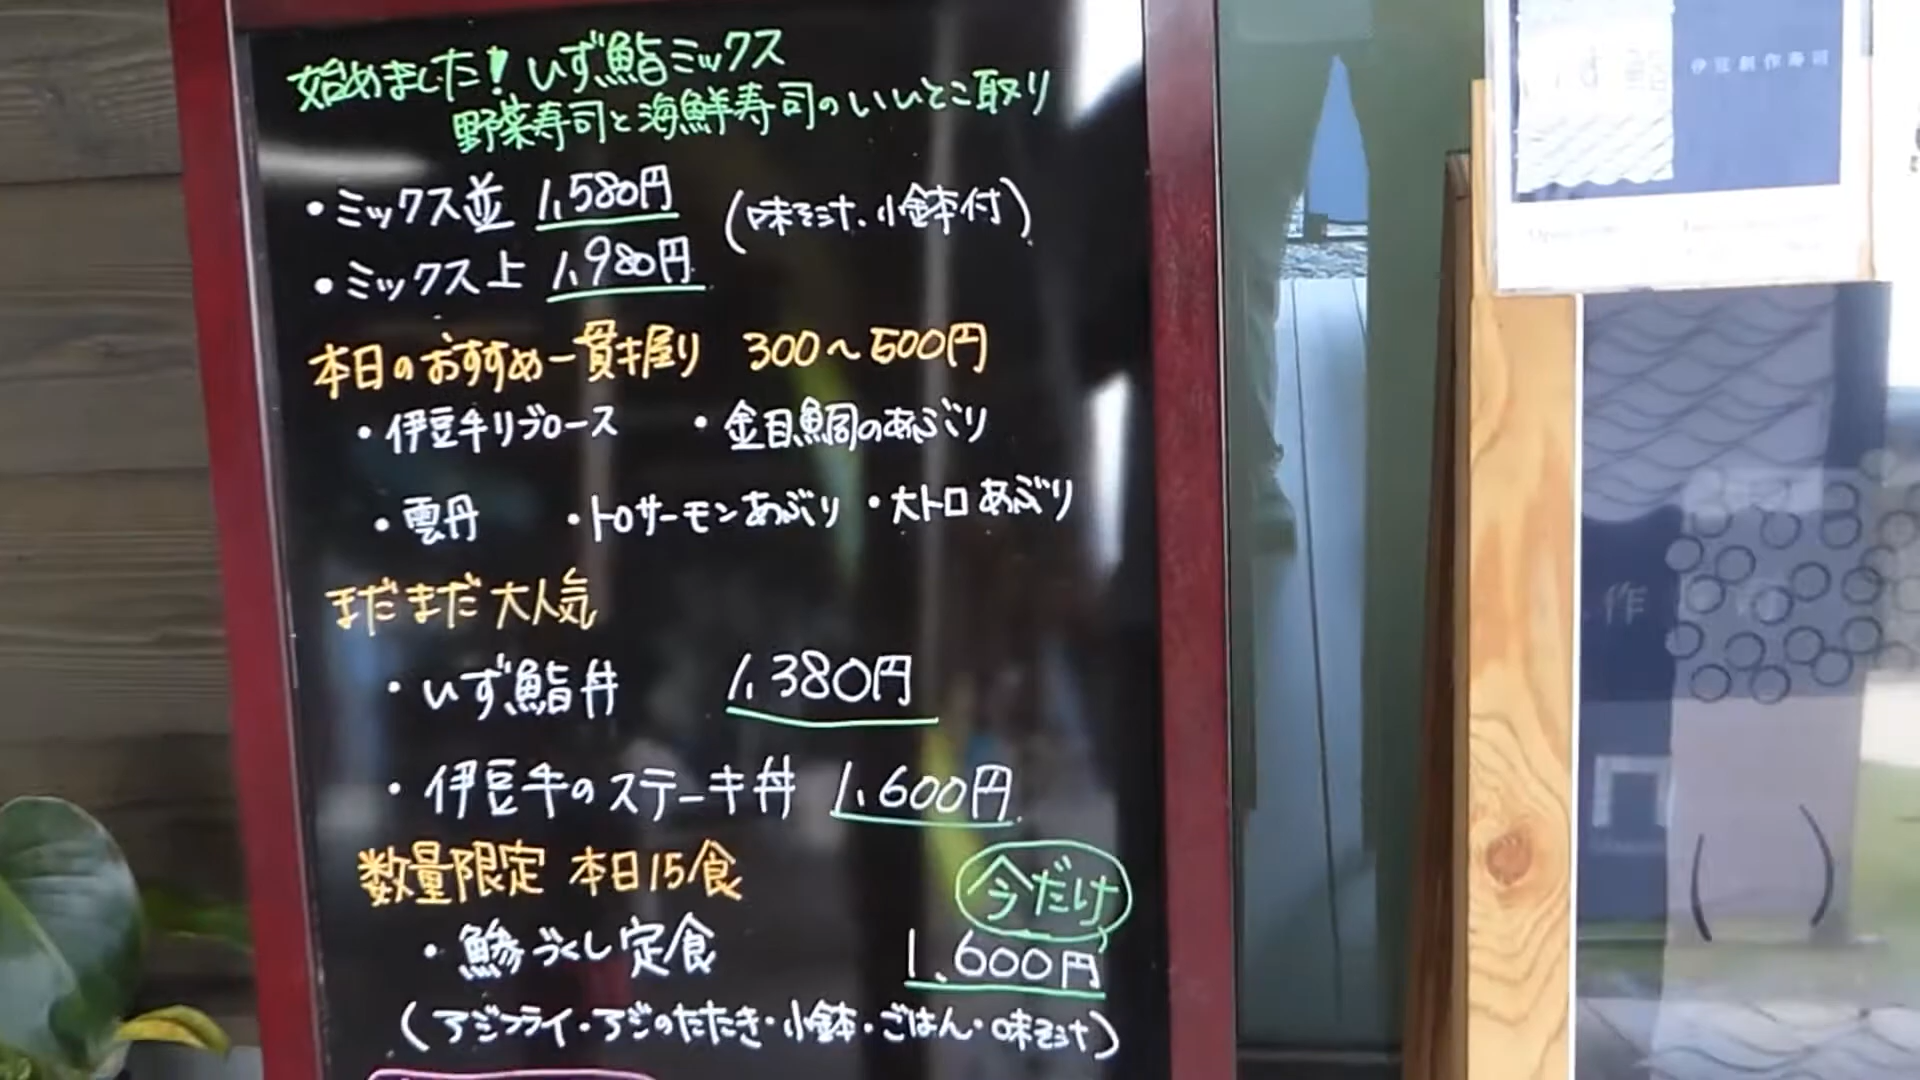 始めました！いず鮨ミックス
野菜寿司と海鮮寿司のいいとこ取り
・ミックス並 1,580円 (味そ汁、小鉢付)
・ミックス上 1,980円
本日のおすすめ一貫握り 300～500円
・伊豆牛リブロース ・金目鯛のあぶり
・雲丹 ・トロサーモンあぶり ・大トロあぶり
まだまだ大人気
・いず鮨丼 1,380円
・伊豆牛のステーキ丼 1,600円
数量限定 本日15食 今だけ
・鯵づくし定食 1,600円
(アジフライ・アジのたたき・小鉢・ごはん・味そ汁)
伊豆創作寿司
作